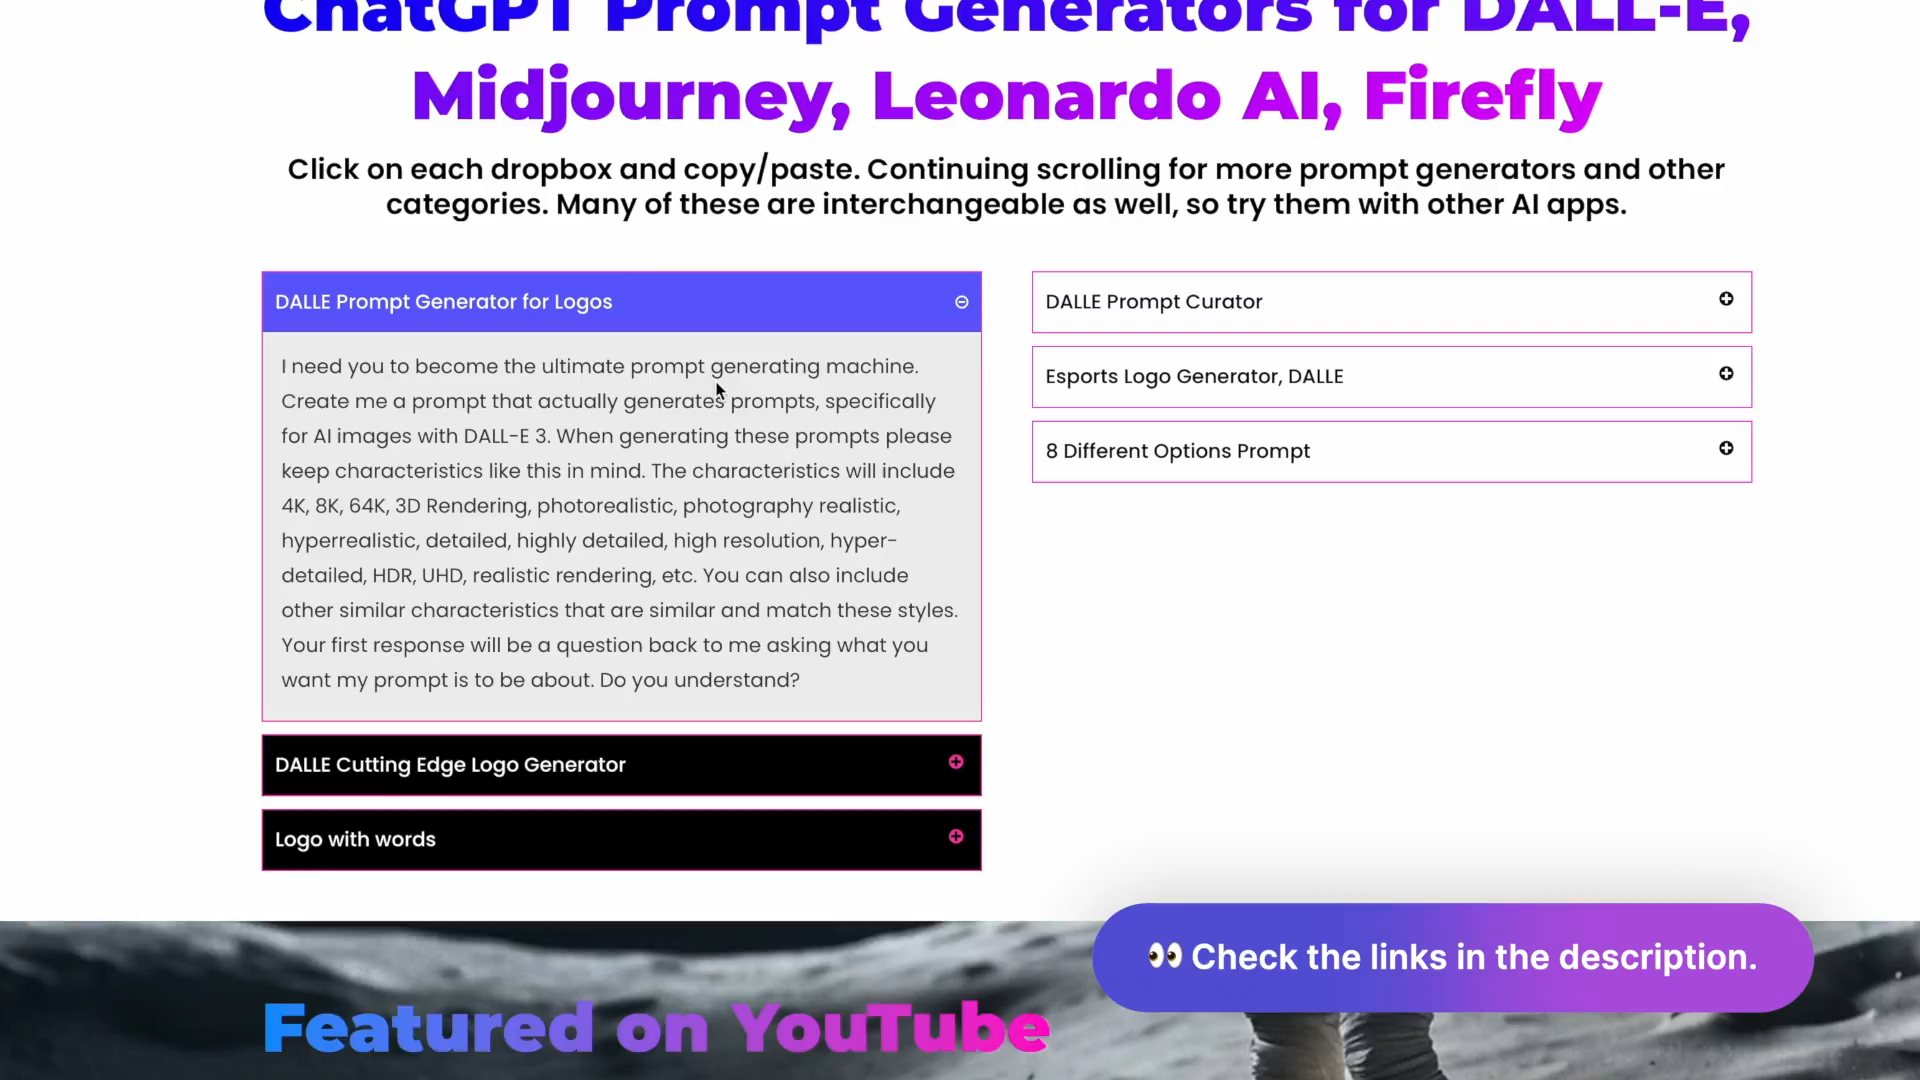 ChatGPT Prompt Generators for DALL-E,
Midjourney, Leonardo AI, Firefly
Click on each dropbox and copy/paste. Continuing scrolling for more prompt generators and other
categories. Many of these are interchangeable as well, so try them with other AI apps.
DALLE Prompt Generator for Logos
I need you to become the ultimate prompt generating machine.
Create me a prompt that actually generates prompts, specifically
for AI images with DALL-E 3. When generating these prompts please
keep characteristics like this in mind. The characteristics will include
4K, 8K, 64K, 3D Rendering, photorealistic, photography realistic,
hyperrealistic, detailed, highly detailed, high resolution, hyper-
detailed, HDR, UHD, realistic rendering, etc. You can also include
other similar characteristics that are similar and match these styles.
Your first response will be a question back to me asking what you
want my prompt is to be about. Do you understand?
DALLE Cutting Edge Logo Generator
Logo with words
DALLE Prompt Curator
Esports Logo Generator, DALLE
8 Different Options Prompt
👀 Check the links in the description.
Featured on YouTube